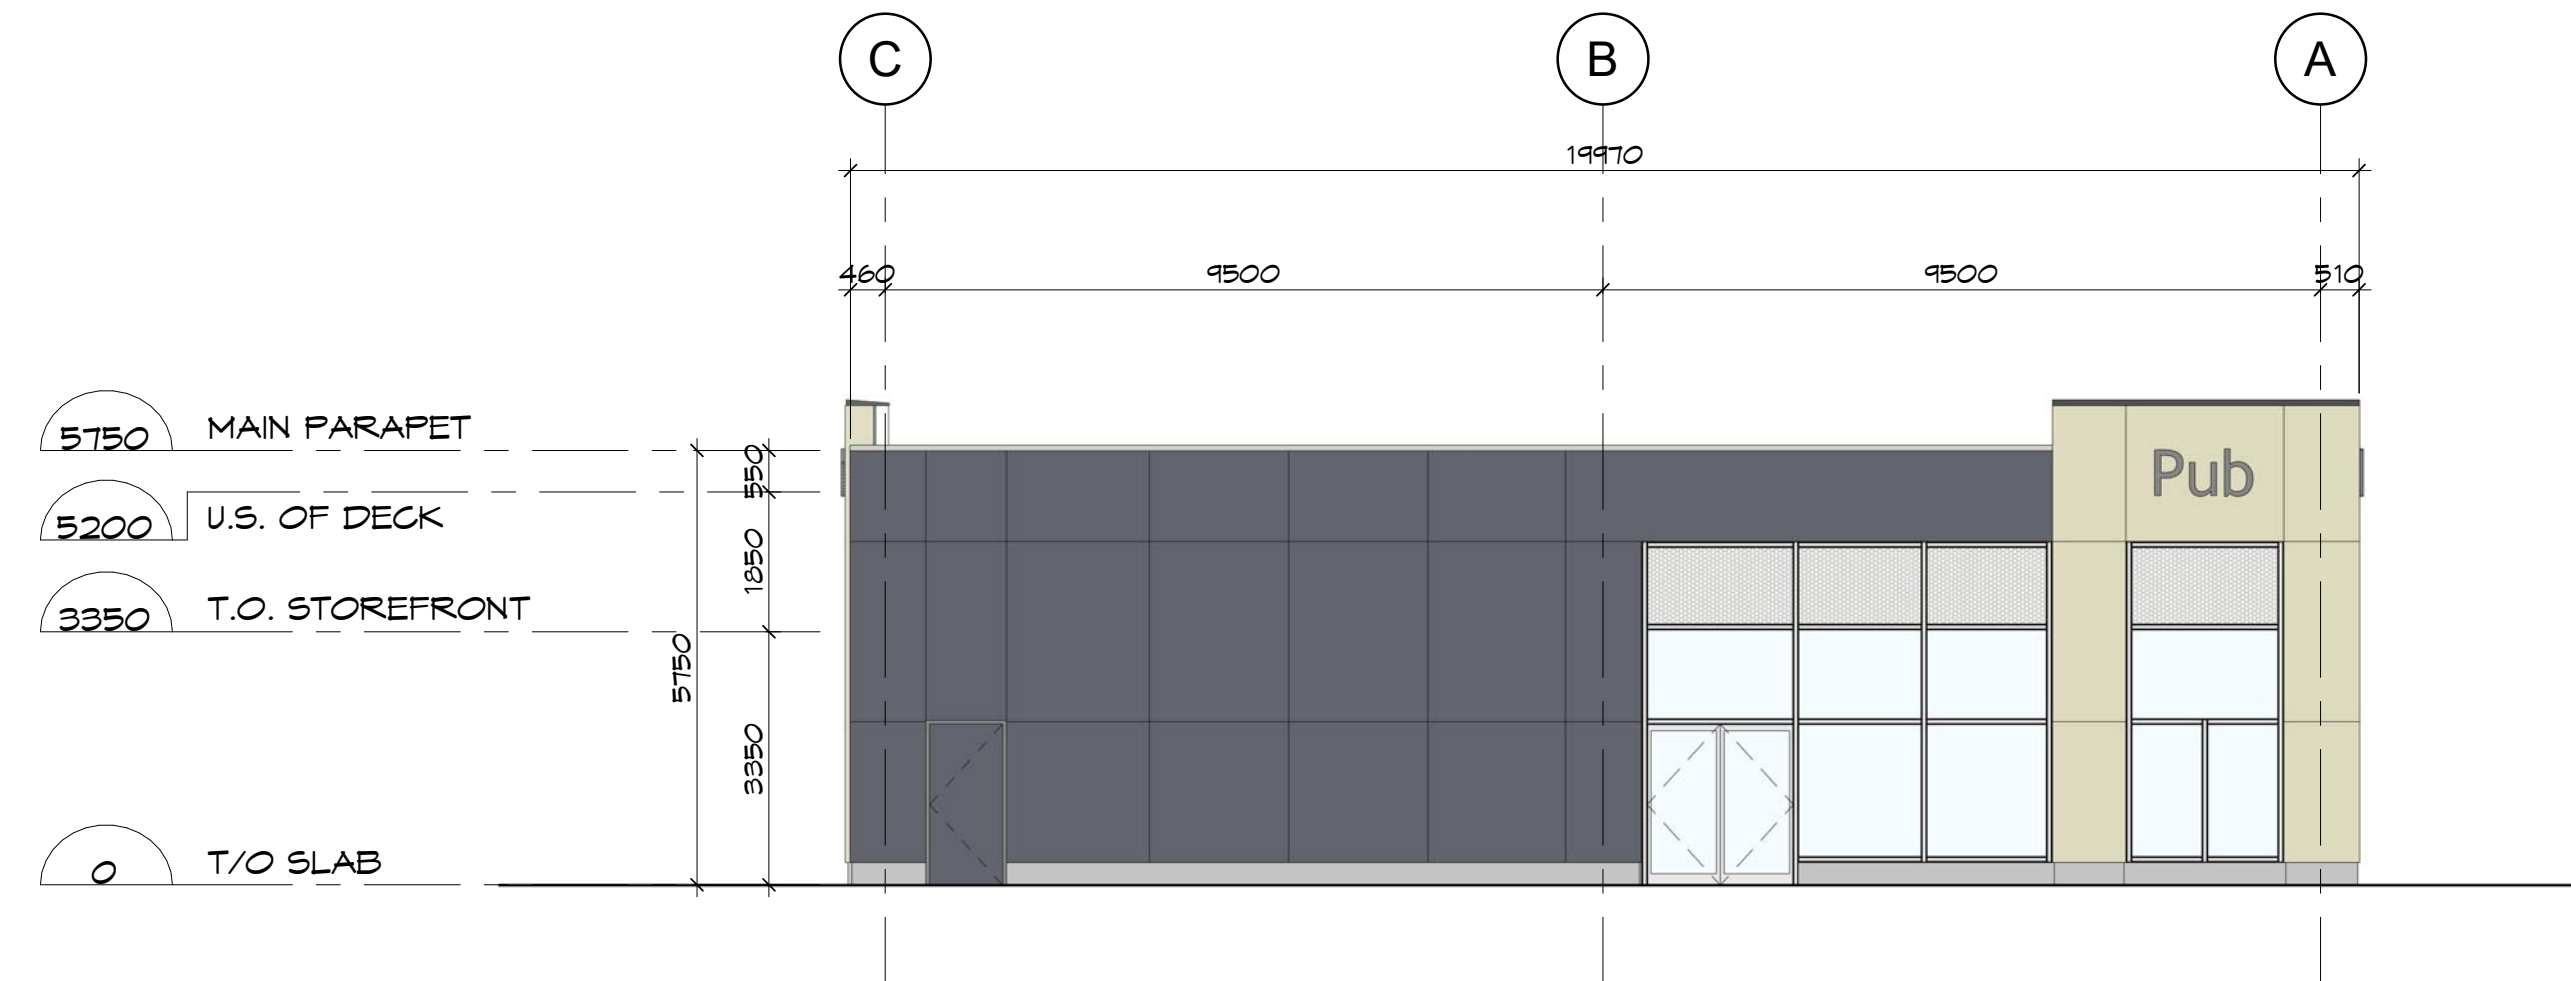 C B A
19970
460 9500 9500 510
5750 MAIN PARAPET
550
5200 U.S. OF DECK
1850
3350 T.O. STOREFRONT
5750
3350
0 T/O SLAB
Pub